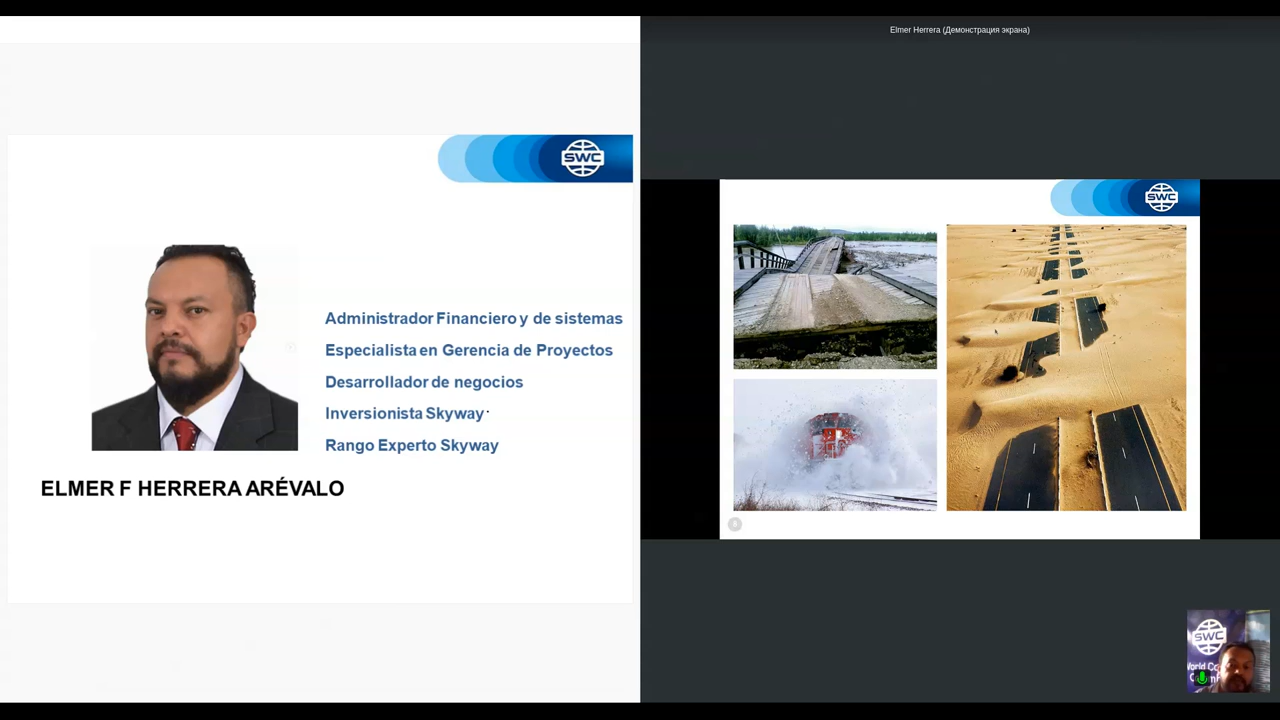 SWC
Administrador Financiero y de sistemas
Especialista en Gerencia de Proyectos
Desarrollador de negocios
Inversionista Skyway
Rango Experto Skyway
ELMER F HERRERA ARÉVALO
Elmer Herrera (Демонстрация экрана)
SWC
SWC